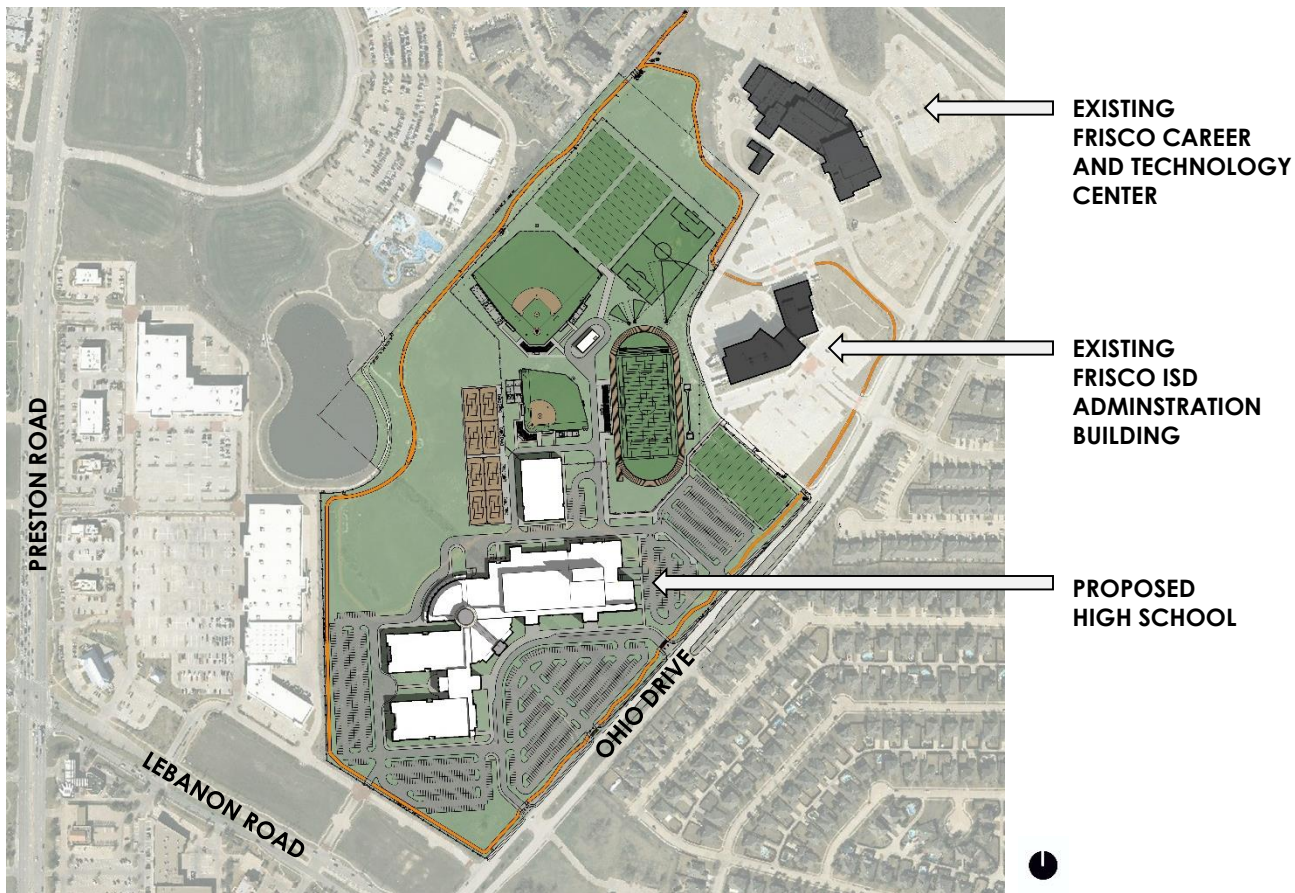 EXISTING
FRISCO CAREER
AND TECHNOLOGY
CENTER
EXISTING
FRISCO ISD
ADMINSTRATION
BUILDING
PROPOSED
HIGH SCHOOL
PRESTON ROAD
LEBANON ROAD
OHIO DRIVE